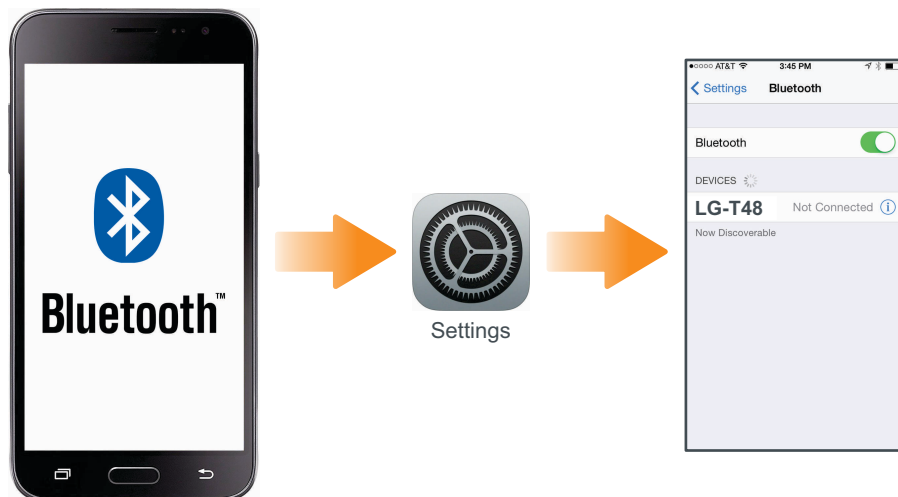 Bluetooth™
Settings
AT&T 3:45 PM
Settings Bluetooth
Bluetooth
DEVICES
LG-T48 Not Connected
Now Discoverable